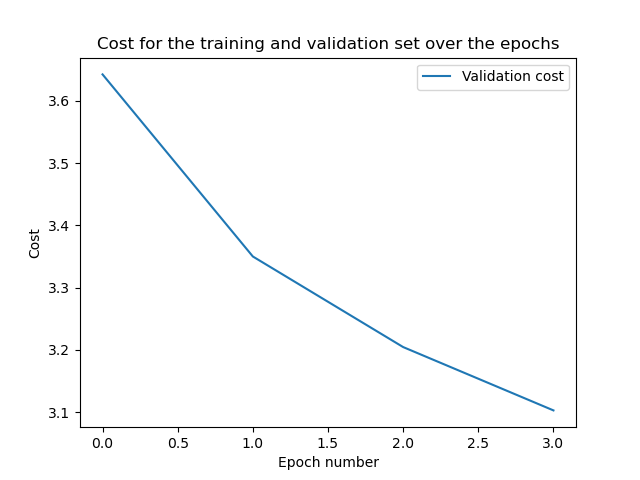 Cost for the training and validation set over the epochs
Validation cost
3.6
3.5
3.4
3.3
3.2
3.1
Cost
0.0 0.5 1.0 1.5 2.0 2.5 3.0
Epoch number